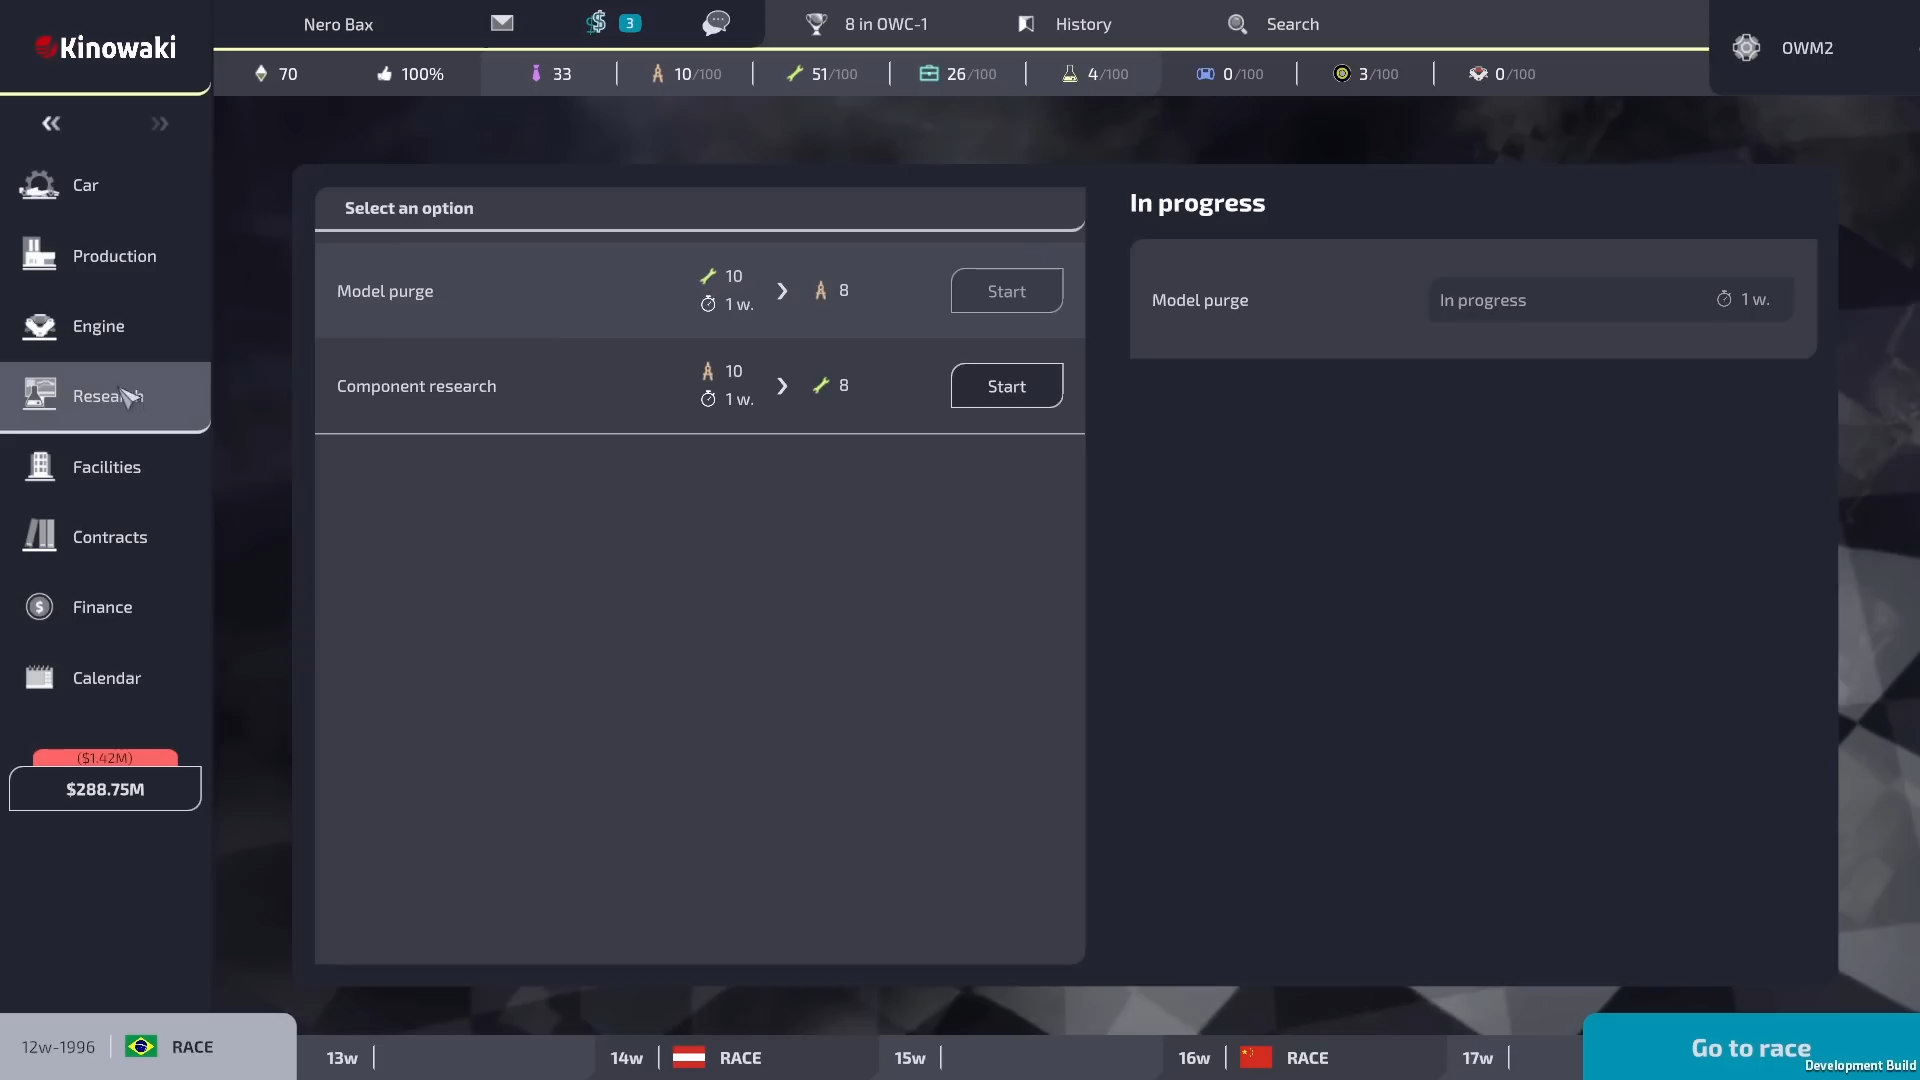 Kinowaki
Nero Bax
3
8 in OWC-1
History
Search
OWM2
70
100%
33
10/100
51/100
26/100
4/100
0/100
3/100
0/100
Car
Production
Engine
Research
Facilities
Contracts
Finance
Calendar
($1.42M)
$288.75M
Select an option
Model purge
10
1 w.
8
Start
Component research
10
1 w.
8
Start
In progress
Model purge
In progress
1 w.
12w-1996
RACE
13w
14w
RACE
15w
16w
RACE
17w
Go to race
Development Build